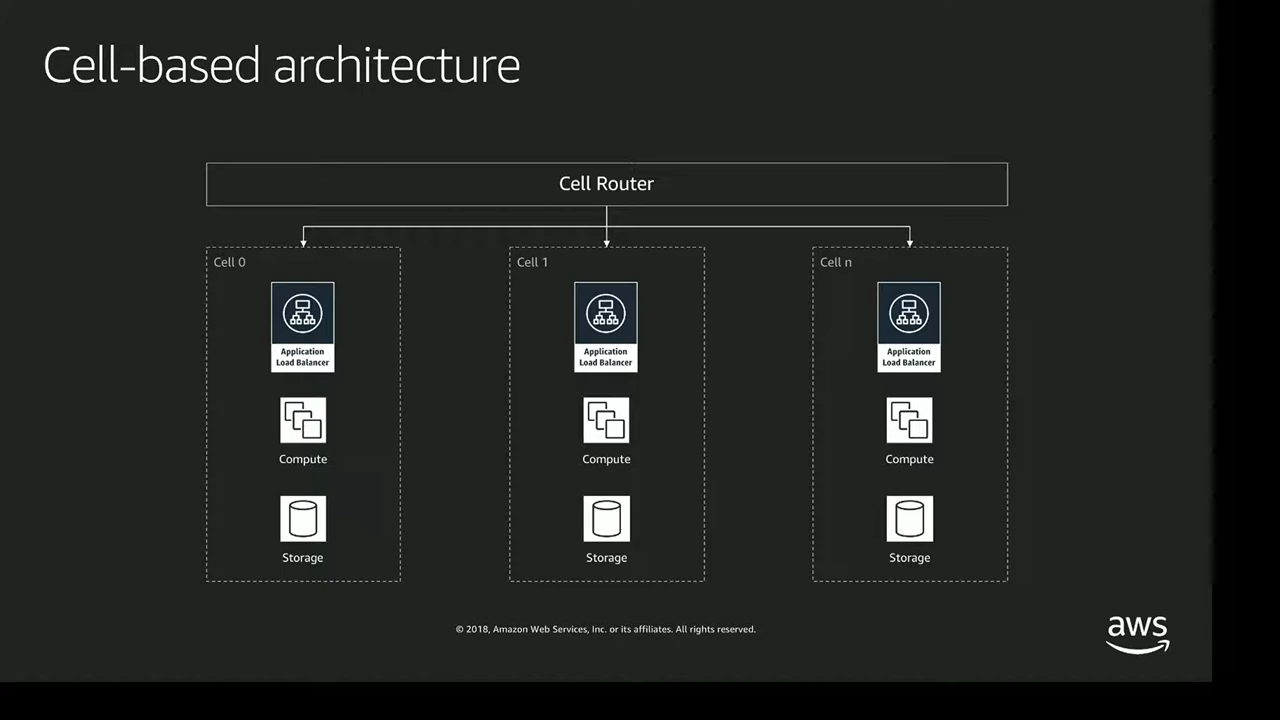 Cell-based architecture
Cell Router
Cell 0
Cell 1
Cell n
Application
Load Balancer
Application
Load Balancer
Application
Load Balancer
Compute
Compute
Compute
Storage
Storage
Storage
© 2018, Amazon Web Services, Inc. or its affiliates. All rights reserved.
aws